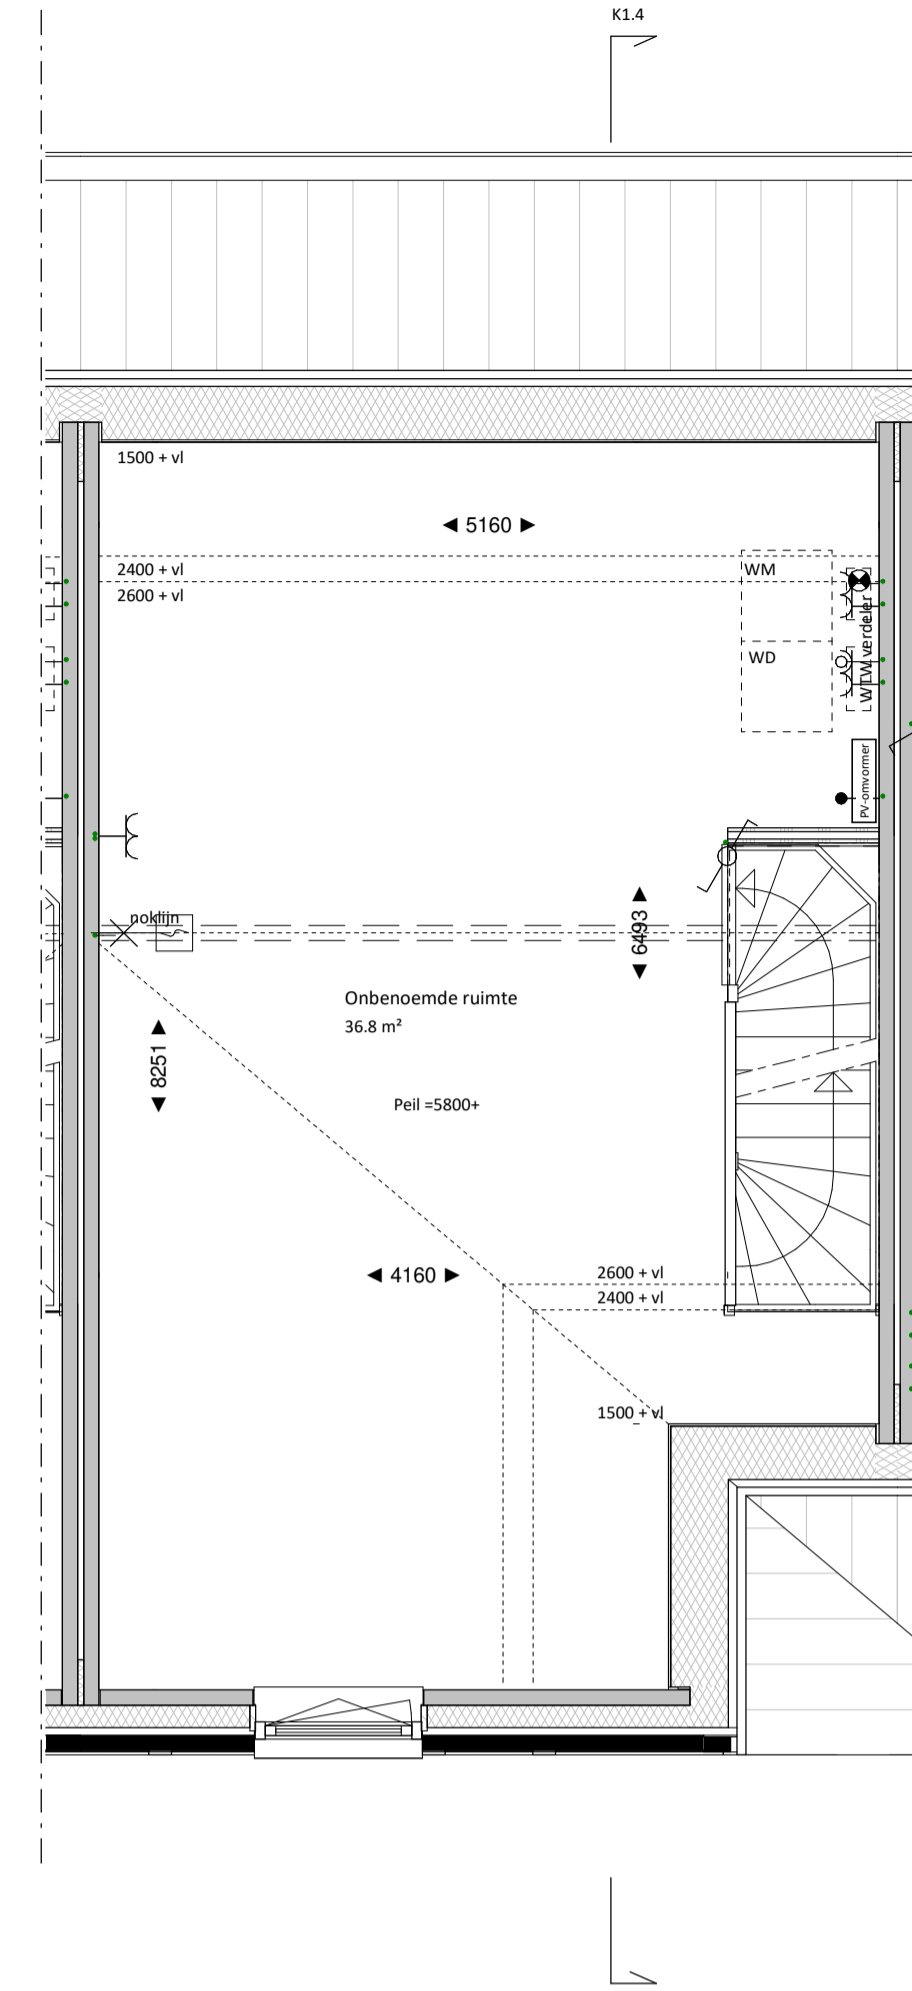 K1.4
1500 + vl
◄ 5160 ►
2400 + vl
2600 + vl
WM
WD
WTW verdeler
PV-omvormer
noklijn
◄ 6493 ►
Onbenoemde ruimte
36.8 m²
◄ 8251 ►
Peil =5800+
◄ 4160 ►
2600 + vl
2400 + vl
1500 + vl